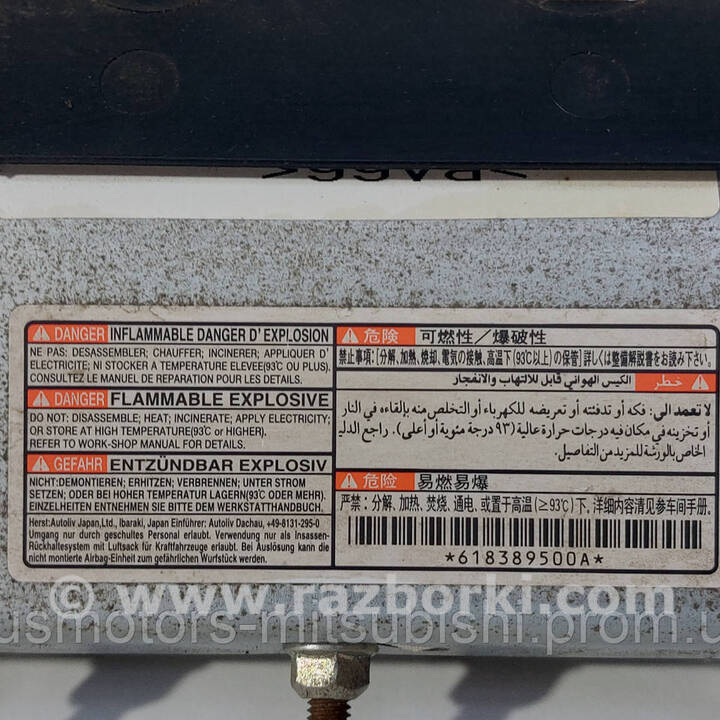 >PA66<
DANGER INFLAMMABLE DANGER D' EXPLOSION
NE PAS: DESASSEMBLER; CHAUFFER; INCINERER; APPLIQUER D'
ELECTRICITE; NI STOCKER A TEMPERATURE ELEVEE(93°C OU PLUS).
CONSULTEZ LE MANUEL DE REPARATION POUR LES DETAILS.
DANGER FLAMMABLE EXPLOSIVE
DO NOT: DISASSEMBLE; HEAT; INCINERATE; APPLY ELECTRICITY;
OR STORE AT HIGH TEMPERATURE(93°C or HIGHER).
REFER TO WORK-SHOP MANUAL FOR DETAILS.
GEFAHR ENTZÜNDBAR EXPLOSIV
NICHT:DEMONTIEREN; ERHITZEN; VERBRENNEN; UNTER STROM
SETZEN; ODER BEI HOHER TEMPERATUR LAGERN(93°C ODER MEHR).
EINZELHEITEN ENTNEHMEN SIE BITTE DEM WERKSTATTHANDBUCH.
Herst:Autoliv Japan,Ltd., Ibaraki, Japan Einführer: Autoliv Dachau, +49-8131-295-0
Umgang nur durch geschultes Personal erlaubt. Verwendung nur als Insassen-
Rückhaltesystem mit Luftsack für Kraftfahrzeuge erlaubt. Bei Auslösung kann die
nicht montierte Airbag-Einheit zum gefährlichen Wurfstück werden.
危険 可燃性／爆破性
禁止事項:[分解、加熱、焼却、電気の接触、高温下(93℃以上)の保管]詳しくは整備解説書をお読み下さい。
خطر الكيس الهوائي قابل للالتهاب والانفجار
لا تعمد الى: فكه أو تدفئته أو تعريضه للكهرباء أو التخلص منه بإلقاءه في النار
أو تخزينه في مكان فيه درجات حرارة عالية (٩٣ درجة مئوية أو أعلى). راجع الدليل
الخاص بالورشة للمزيد من التفاصيل.
危险 易燃易爆
严禁：分解、加热、焚烧、通电、或置于高温(≥93℃)下，详细内容清见参车间手册.
*618389500A*
© www.razborki.com
usmotors-mitsubishi.prom.u